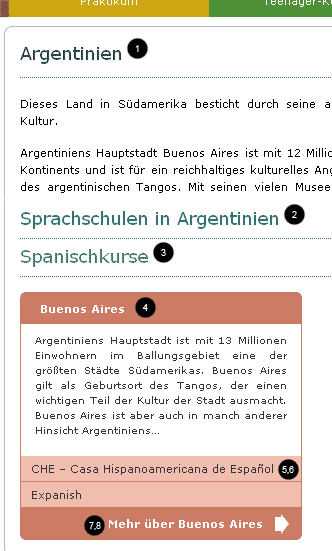 Praktikum Teenager-K
Argentinien 1
Dieses Land in Südamerika besticht durch seine a
Kultur.
Argentiniens Hauptstadt Buenos Aires ist mit 12 Millio
Kontinents und ist für ein reichhaltiges kulturelles Ang
des argentinischen Tangos. Mit seinen vielen Musee
Sprachschulen in Argentinien 2
Spanischkurse 3
Buenos Aires 4
Argentiniens Hauptstadt ist mit 13 Millionen
Einwohnern im Ballungsgebiet eine der
größten Städte Südamerikas. Buenos Aires
gilt als Geburtsort des Tangos, der einen
wichtigen Teil der Kultur der Stadt ausmacht.
Buenos Aires ist aber auch in manch anderer
Hinsicht Argentiniens...
CHE – Casa Hispanoamericana de Español 5,6
Expanish
7,8 Mehr über Buenos Aires